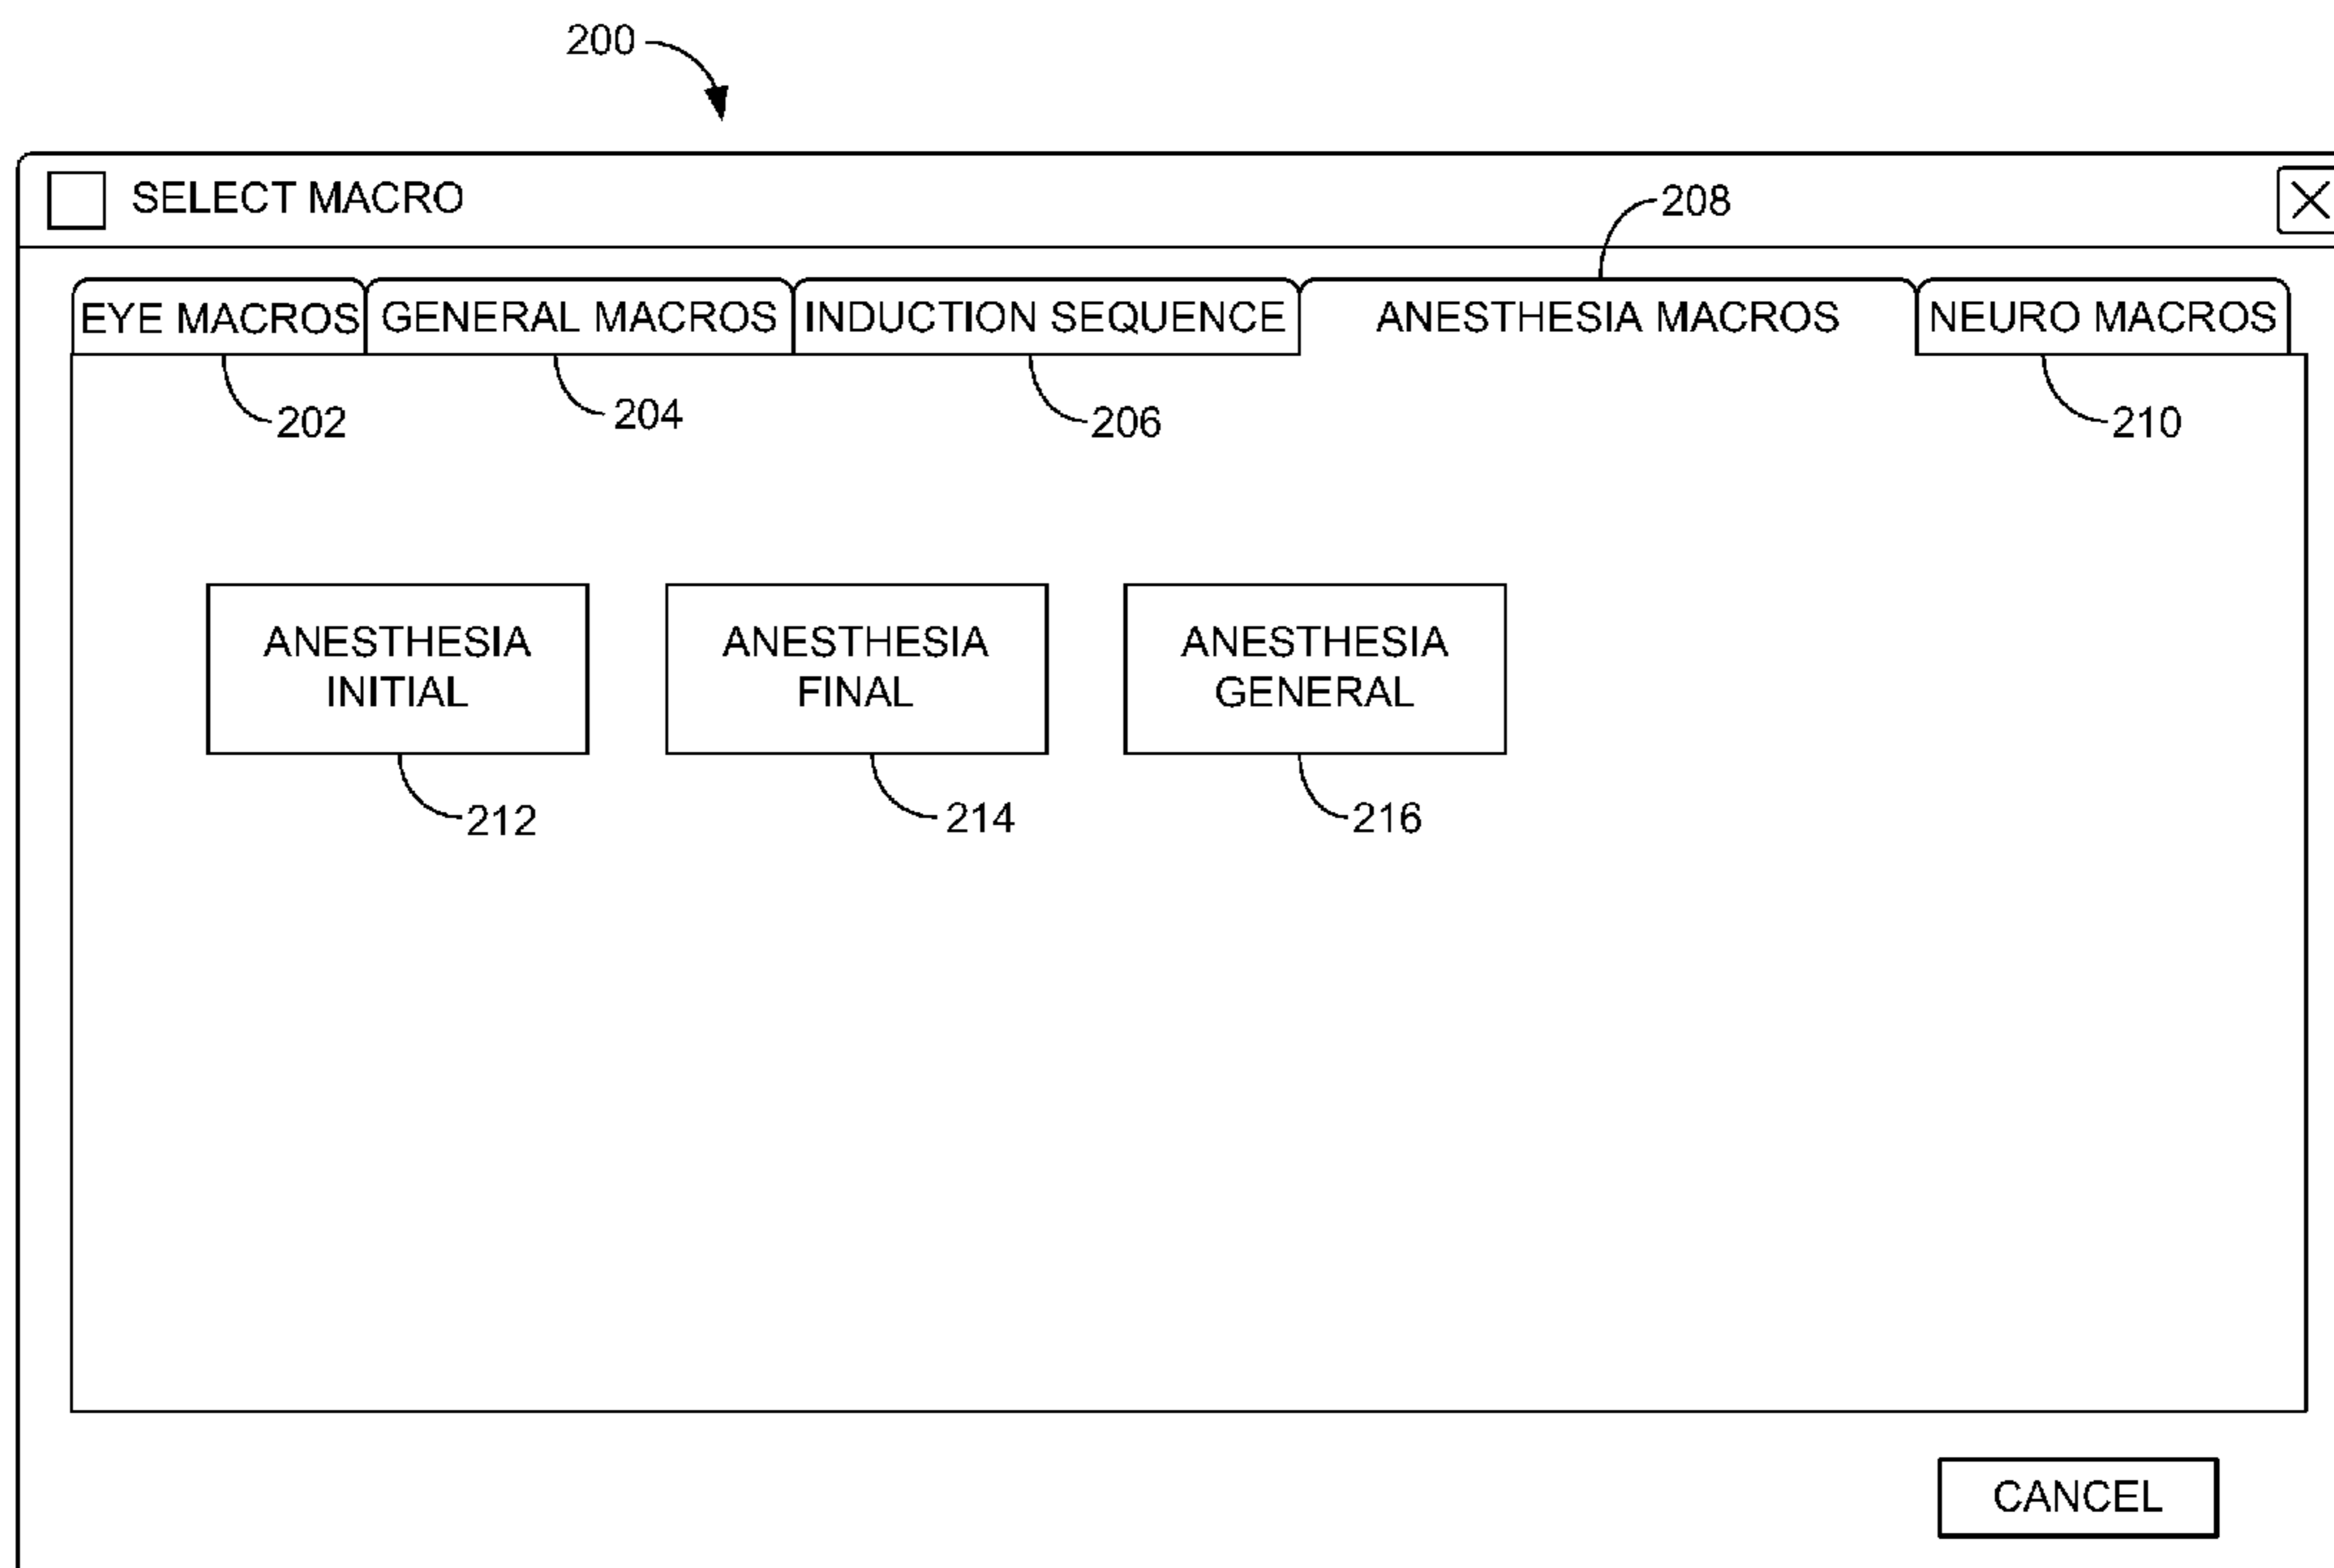 200
SELECT MACRO
208
EYE MACROS GENERAL MACROS INDUCTION SEQUENCE ANESTHESIA MACROS NEURO MACROS
202 204 206 210
ANESTHESIA INITIAL
ANESTHESIA FINAL
ANESTHESIA GENERAL
212 214 216
CANCEL